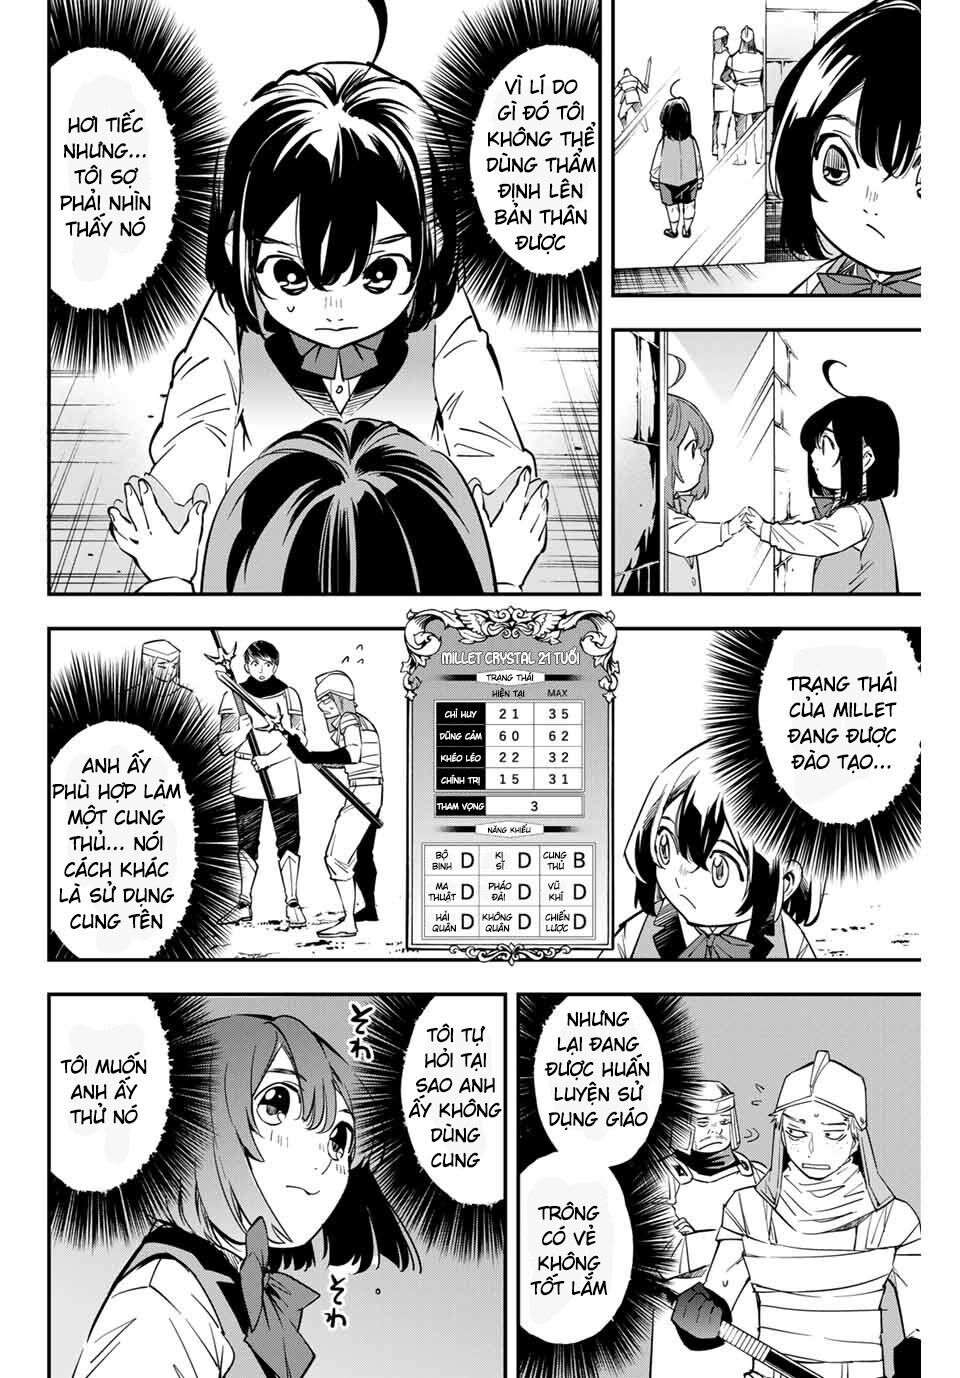 VÌ LÍ DO
GÌ ĐÓ TÔI
KHÔNG THỂ
DÙNG THẨM
ĐỊNH LÊN
BẢN THÂN
ĐƯỢC
HƠI TIẾC
NHƯNG...
TÔI SỢ
PHẢI NHÌN
THẤY NÓ
TRẠNG THÁI
CỦA MILLET
ĐANG ĐƯỢC
ĐÀO TẠO...
MILLET CRYSTAL 21 TUỔI
TRẠNG THÁI
HIỆN TẠI MAX
CHỈ HUY 21 35
DŨNG CẢM 60 62
KHÉO LÉO 22 32
CHÍNH TRỊ 15 31
THAM VỌNG 3
NĂNG KHIẾU
BỘ BINH D KỊ SĨ D CUNG THỦ B
MA THUẬT D PHÁO ĐÀI D VŨ KHÍ D
HẢI QUÂN D KHÔNG QUÂN D CHIẾN LƯỢC D
ANH ẤY
PHÙ HỢP LÀM
MỘT CUNG
THỦ... NÓI
CÁCH KHÁC
LÀ SỬ DỤNG
CUNG TÊN
NHƯNG
LẠI ĐANG
ĐƯỢC HUẤN
LUYỆN SỬ
DỤNG GIÁO
TRÔNG
CÓ VẺ
KHÔNG
TỐT LẮM
TÔI TỰ
HỎI TẠI
SAO ANH
ẤY KHÔNG
DÙNG
CUNG
そわ
そわ
TÔI MUỐN
ANH ẤY
THỬ NÓ